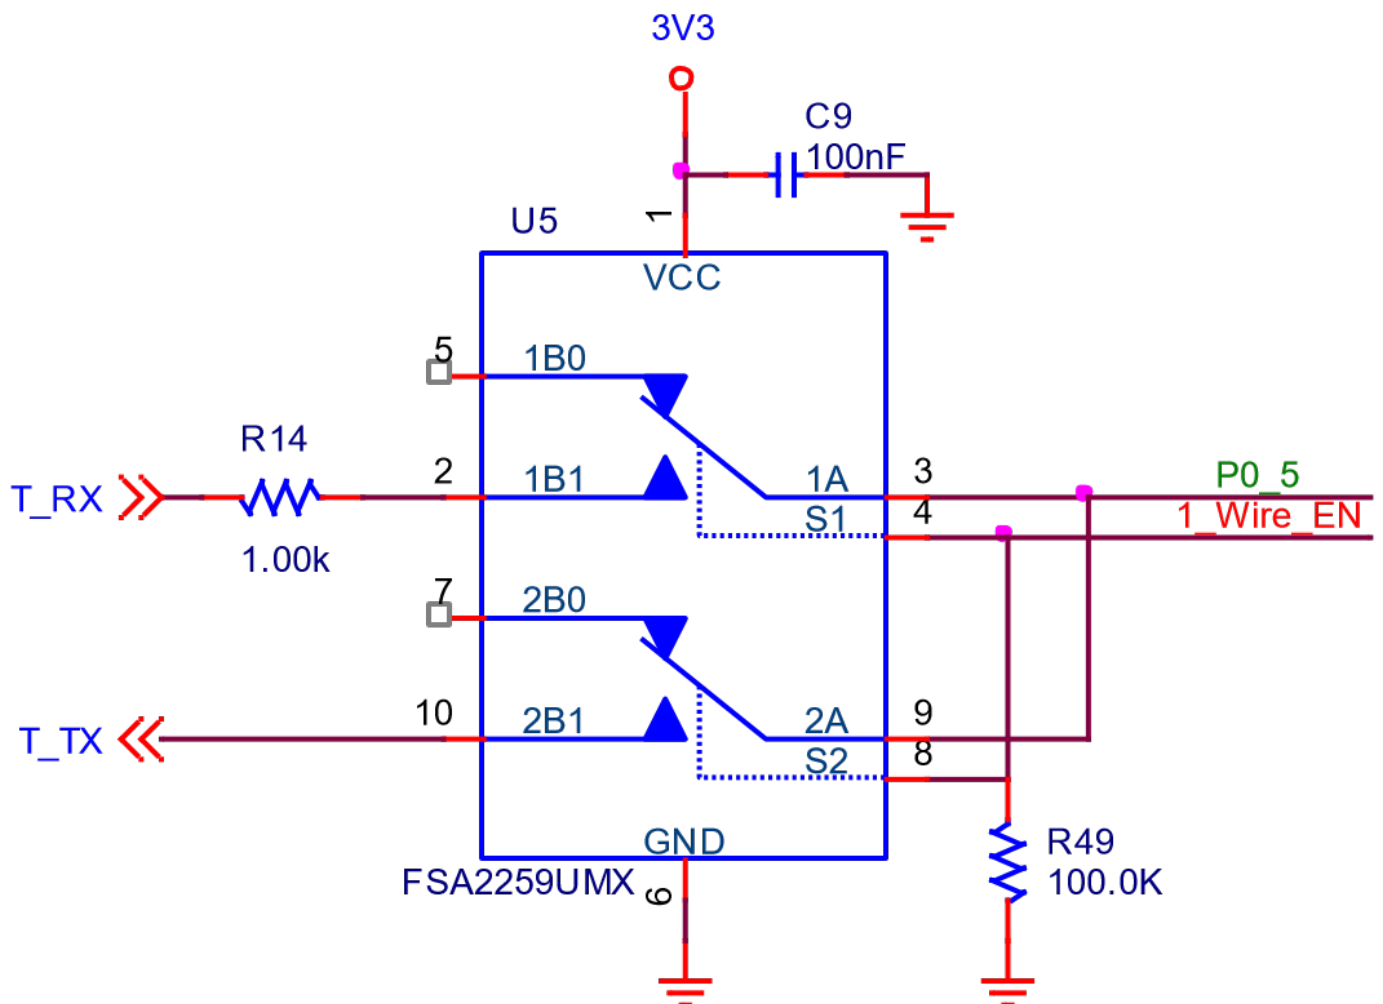 3V3
C9
100nF
1
U5
VCC
5
1B0
R14
2
1B1
1A
3
P0_5
T_RX
S1
4
1_Wire_EN
1.00k
7
2B0
10
2B1
2A
9
T_TX
S2
8
GND
R49
FSA2259UMX
6
100.0K